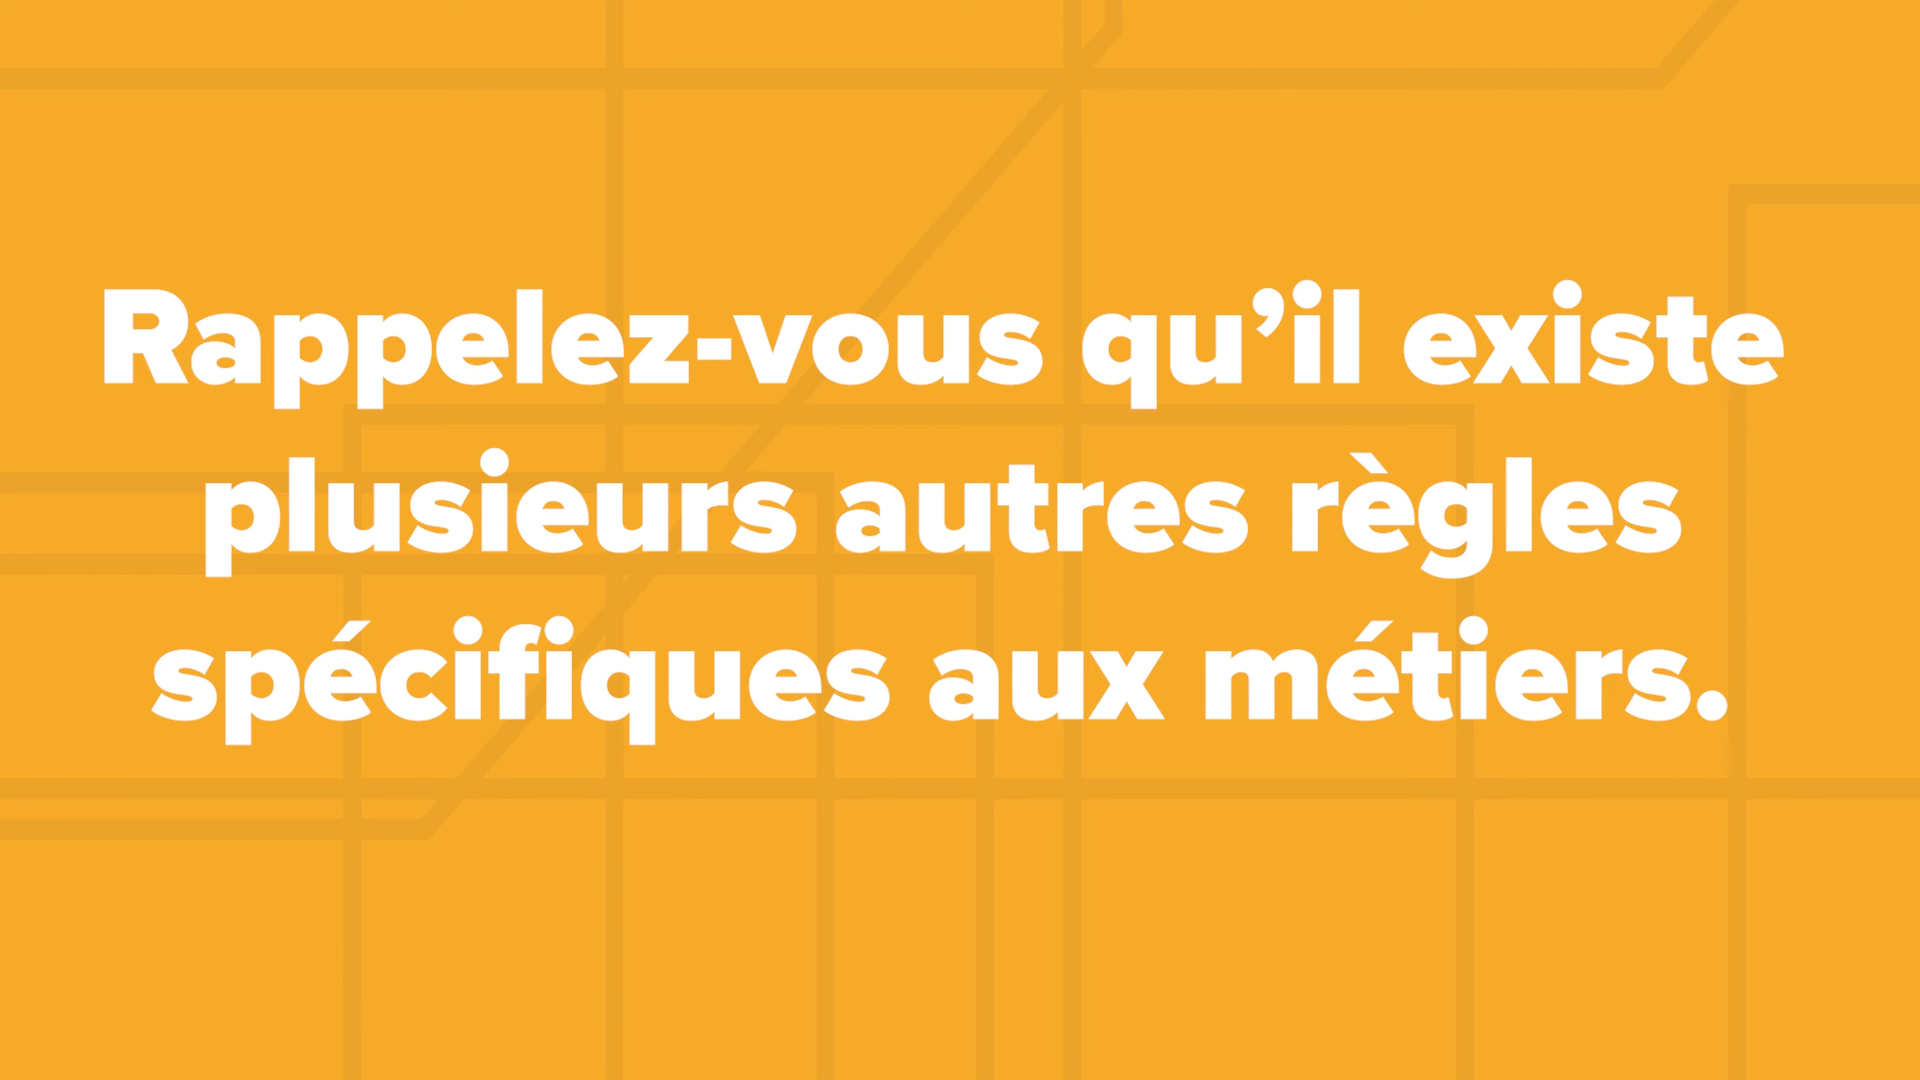 Rappelez-vous qu’il existe
plusieurs autres règles
spécifiques aux métiers.